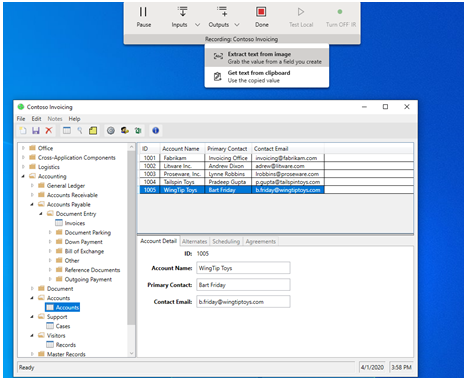 Pause Inputs Outputs Done Test Local Turn OFF IR
Recording: Contoso Invoicing
Extract text from image
Grab the value from a field you create
Get text from clipboard
Use the copied value
Contoso Invoicing
File Edit Notes Help
Office
Cross-Application Components
Logistics
Accounting
General Ledger
Accounts Receivable
Accounts Payable
Document Entry
Invoices
Document Parking
Down Payment
Bill of Exchange
Other
Reference Documents
Outgoing Payment
Document
Accounts
Accounts
Support
Cases
Visitors
Records
Master Records
ID Account Name Primary Contact Contact Email
1001 Fabrikam Invoicing Office invoicing@fabrikam.com
1002 Litware Inc. Andrew Dixon adrew@litware.com
1003 Proseware, Inc. Lynne Robbins lrobbins@proseware.com
1004 Tailspin Toys Pradeep Gupta p.gupta@tailspintoys.com
1005 WingTip Toys Bart Friday b.friday@wingtiptoys.com
Account Detail Alternates Scheduling Agreements
ID: 1005
Account Name: WingTip Toys
Primary Contact: Bart Friday
Contact Email: b.friday@wingtiptoys.com
Ready 4/1/2020 3:58 PM